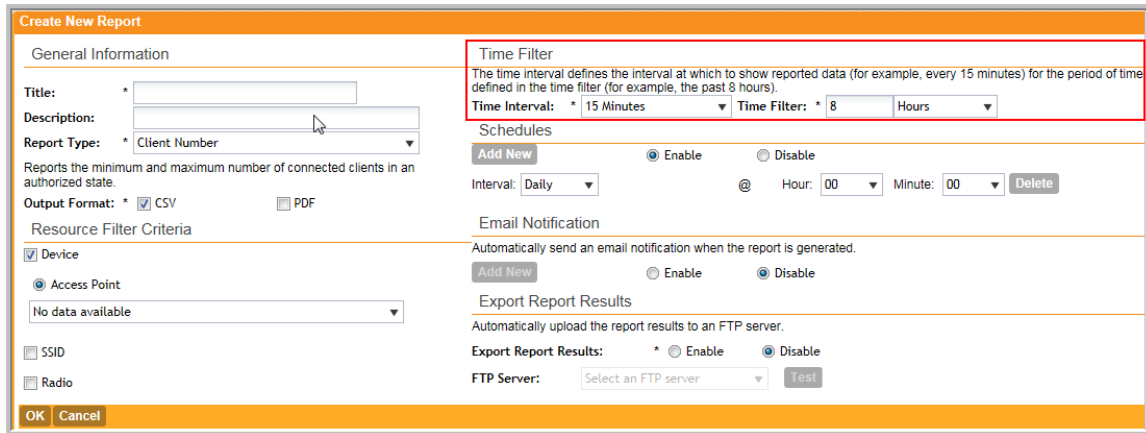 Create New Report
General Information
Title: *
Description:
Report Type: * Client Number
Reports the minimum and maximum number of connected clients in an
authorized state.
Output Format: * CSV PDF
Resource Filter Criteria
Device
Access Point
No data available
SSID
Radio
Time Filter
The time interval defines the interval at which to show reported data (for example, every 15 minutes) for the period of time
defined in the time filter (for example, the past 8 hours).
Time Interval: * 15 Minutes Time Filter: * 8 Hours
Schedules
Add New Enable Disable
Interval: Daily @ Hour: 00 Minute: 00 Delete
Email Notification
Automatically send an email notification when the report is generated.
Add New Enable Disable
Export Report Results
Automatically upload the report results to an FTP server.
Export Report Results: * Enable Disable
FTP Server: Select an FTP server Test
OK Cancel